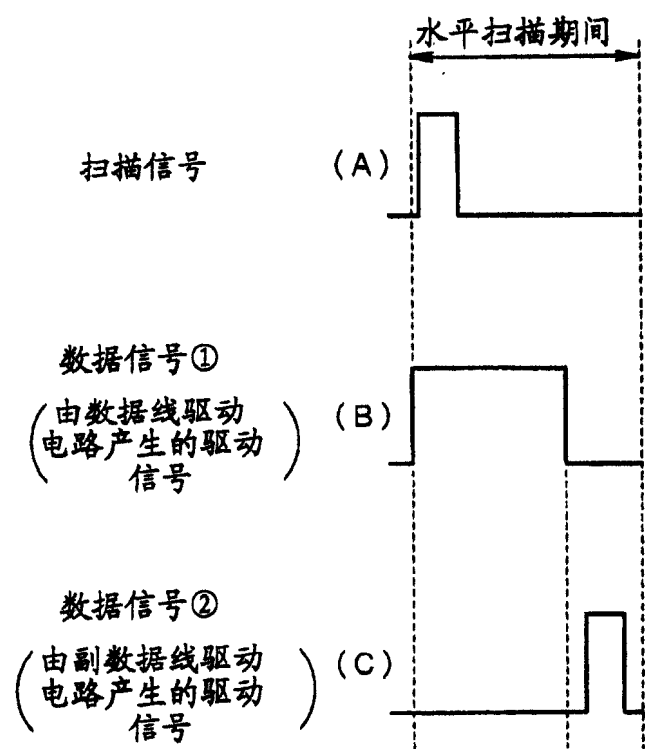 水平扫描期间
扫描信号 (A)
数据信号①
(由数据线驱动
电路产生的驱动
信号) (B)
数据信号②
(由副数据线驱动
电路产生的驱动
信号) (C)